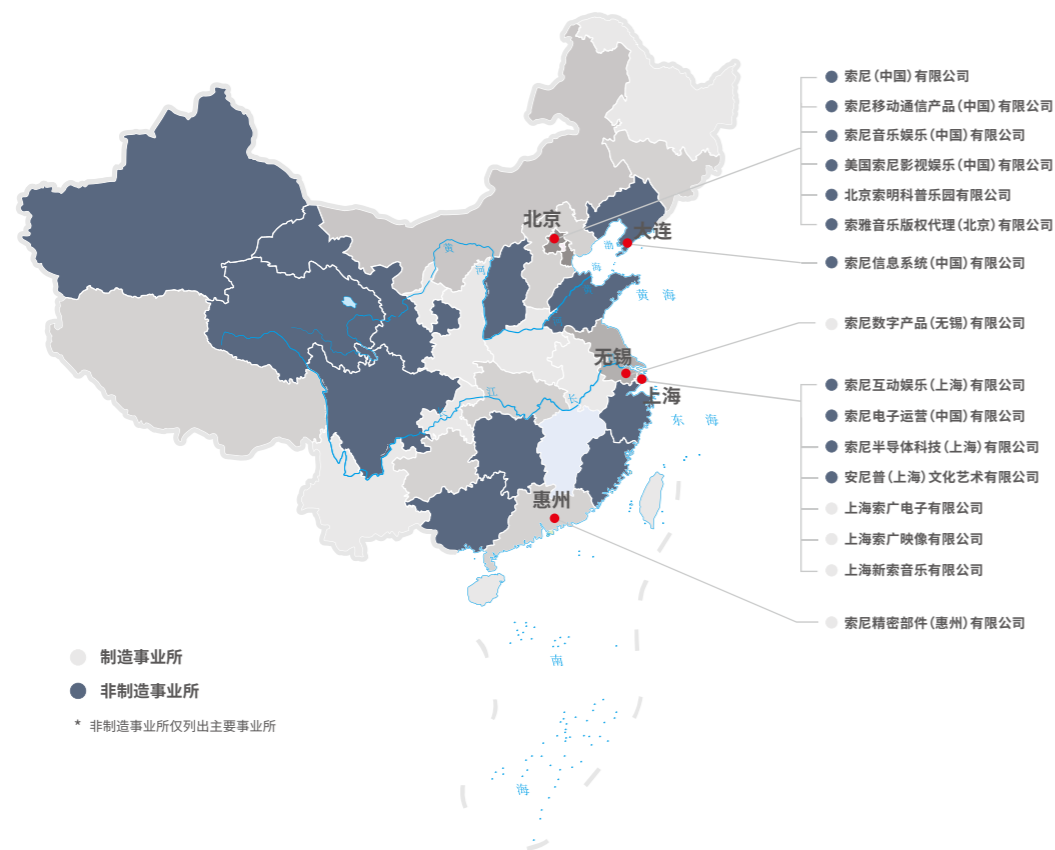 索尼（中国）有限公司
索尼移动通信产品（中国）有限公司
索尼音乐娱乐（中国）有限公司
美国索尼影视娱乐（中国）有限公司
北京索明科普乐园有限公司
索雅音乐版权代理（北京）有限公司
北京
大连
渤
海
黄
河
索尼信息系统（中国）有限公司
黄 海
索尼数字产品（无锡）有限公司
无锡
上海
江
长
东 海
索尼互动娱乐（上海）有限公司
索尼电子运营（中国）有限公司
索尼半导体科技（上海）有限公司
安尼普（上海）文化艺术有限公司
上海索广电子有限公司
上海索广映像有限公司
上海新索音乐有限公司
惠州
索尼精密部件（惠州）有限公司
南
海
制造事业所
非制造事业所
* 非制造事业所仅列出主要事业所